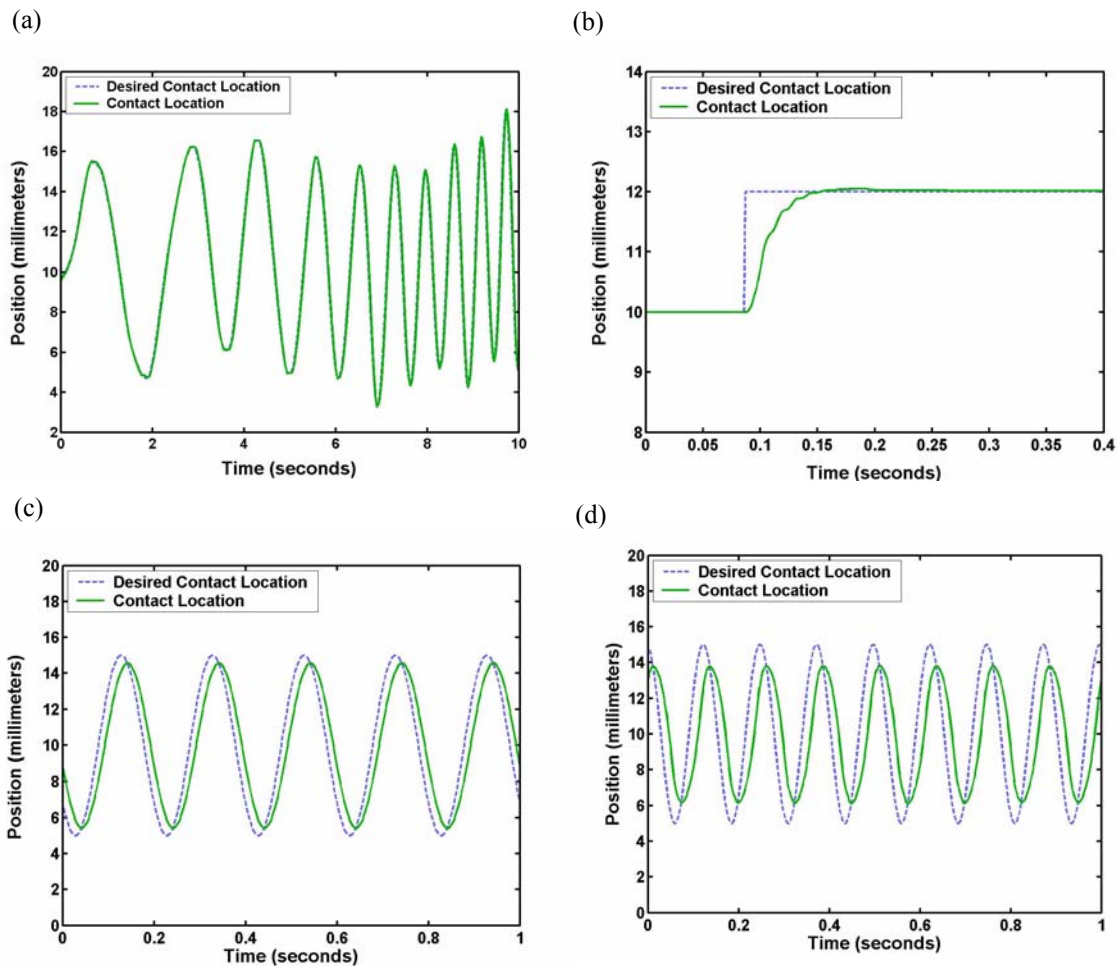 (a)
20
18
16
14
12
10
8
6
4
2
Position (millimeters)
Desired Contact Location
Contact Location
0 2 4 6 8 10
Time (seconds)
(b)
14
13
12
11
10
9
8
Position (millimeters)
Desired Contact Location
Contact Location
0 0.05 0.1 0.15 0.2 0.25 0.3 0.35 0.4
Time (seconds)
(c)
20
18
16
14
12
10
8
6
4
2
0
Position (millimeters)
Desired Contact Location
Contact Location
0 0.2 0.4 0.6 0.8 1
Time (seconds)
(d)
20
18
16
14
12
10
8
6
4
2
0
Position (millimeters)
Desired Contact Location
Contact Location
0 0.2 0.4 0.6 0.8 1
Time (seconds)